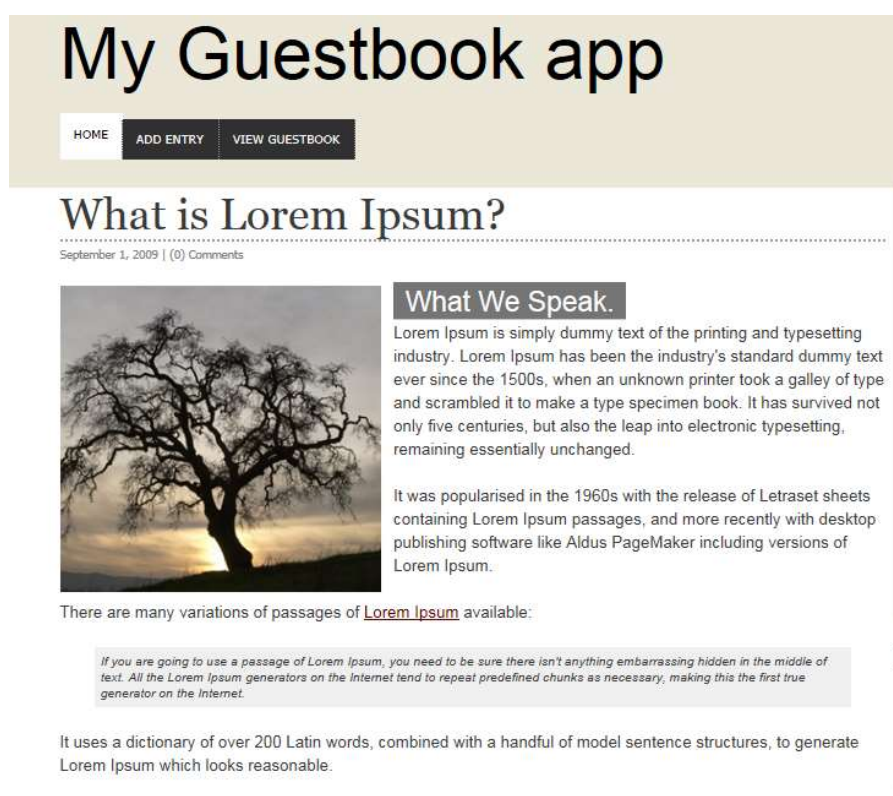 My Guestbook app
HOME
ADD ENTRY
VIEW GUESTBOOK
What is Lorem Ipsum?
September 1, 2009 | (0) Comments
What We Speak.
Lorem Ipsum is simply dummy text of the printing and typesetting
industry. Lorem Ipsum has been the industry's standard dummy text
ever since the 1500s, when an unknown printer took a galley of type
and scrambled it to make a type specimen book. It has survived not
only five centuries, but also the leap into electronic typesetting,
remaining essentially unchanged.
It was popularised in the 1960s with the release of Letraset sheets
containing Lorem Ipsum passages, and more recently with desktop
publishing software like Aldus PageMaker including versions of
Lorem Ipsum.
There are many variations of passages of Lorem Ipsum available:
If you are going to use a passage of Lorem Ipsum, you need to be sure there isn't anything embarrassing hidden in the middle of
text. All the Lorem Ipsum generators on the Internet tend to repeat predefined chunks as necessary, making this the first true
generator on the Internet.
It uses a dictionary of over 200 Latin words, combined with a handful of model sentence structures, to generate
Lorem Ipsum which looks reasonable.